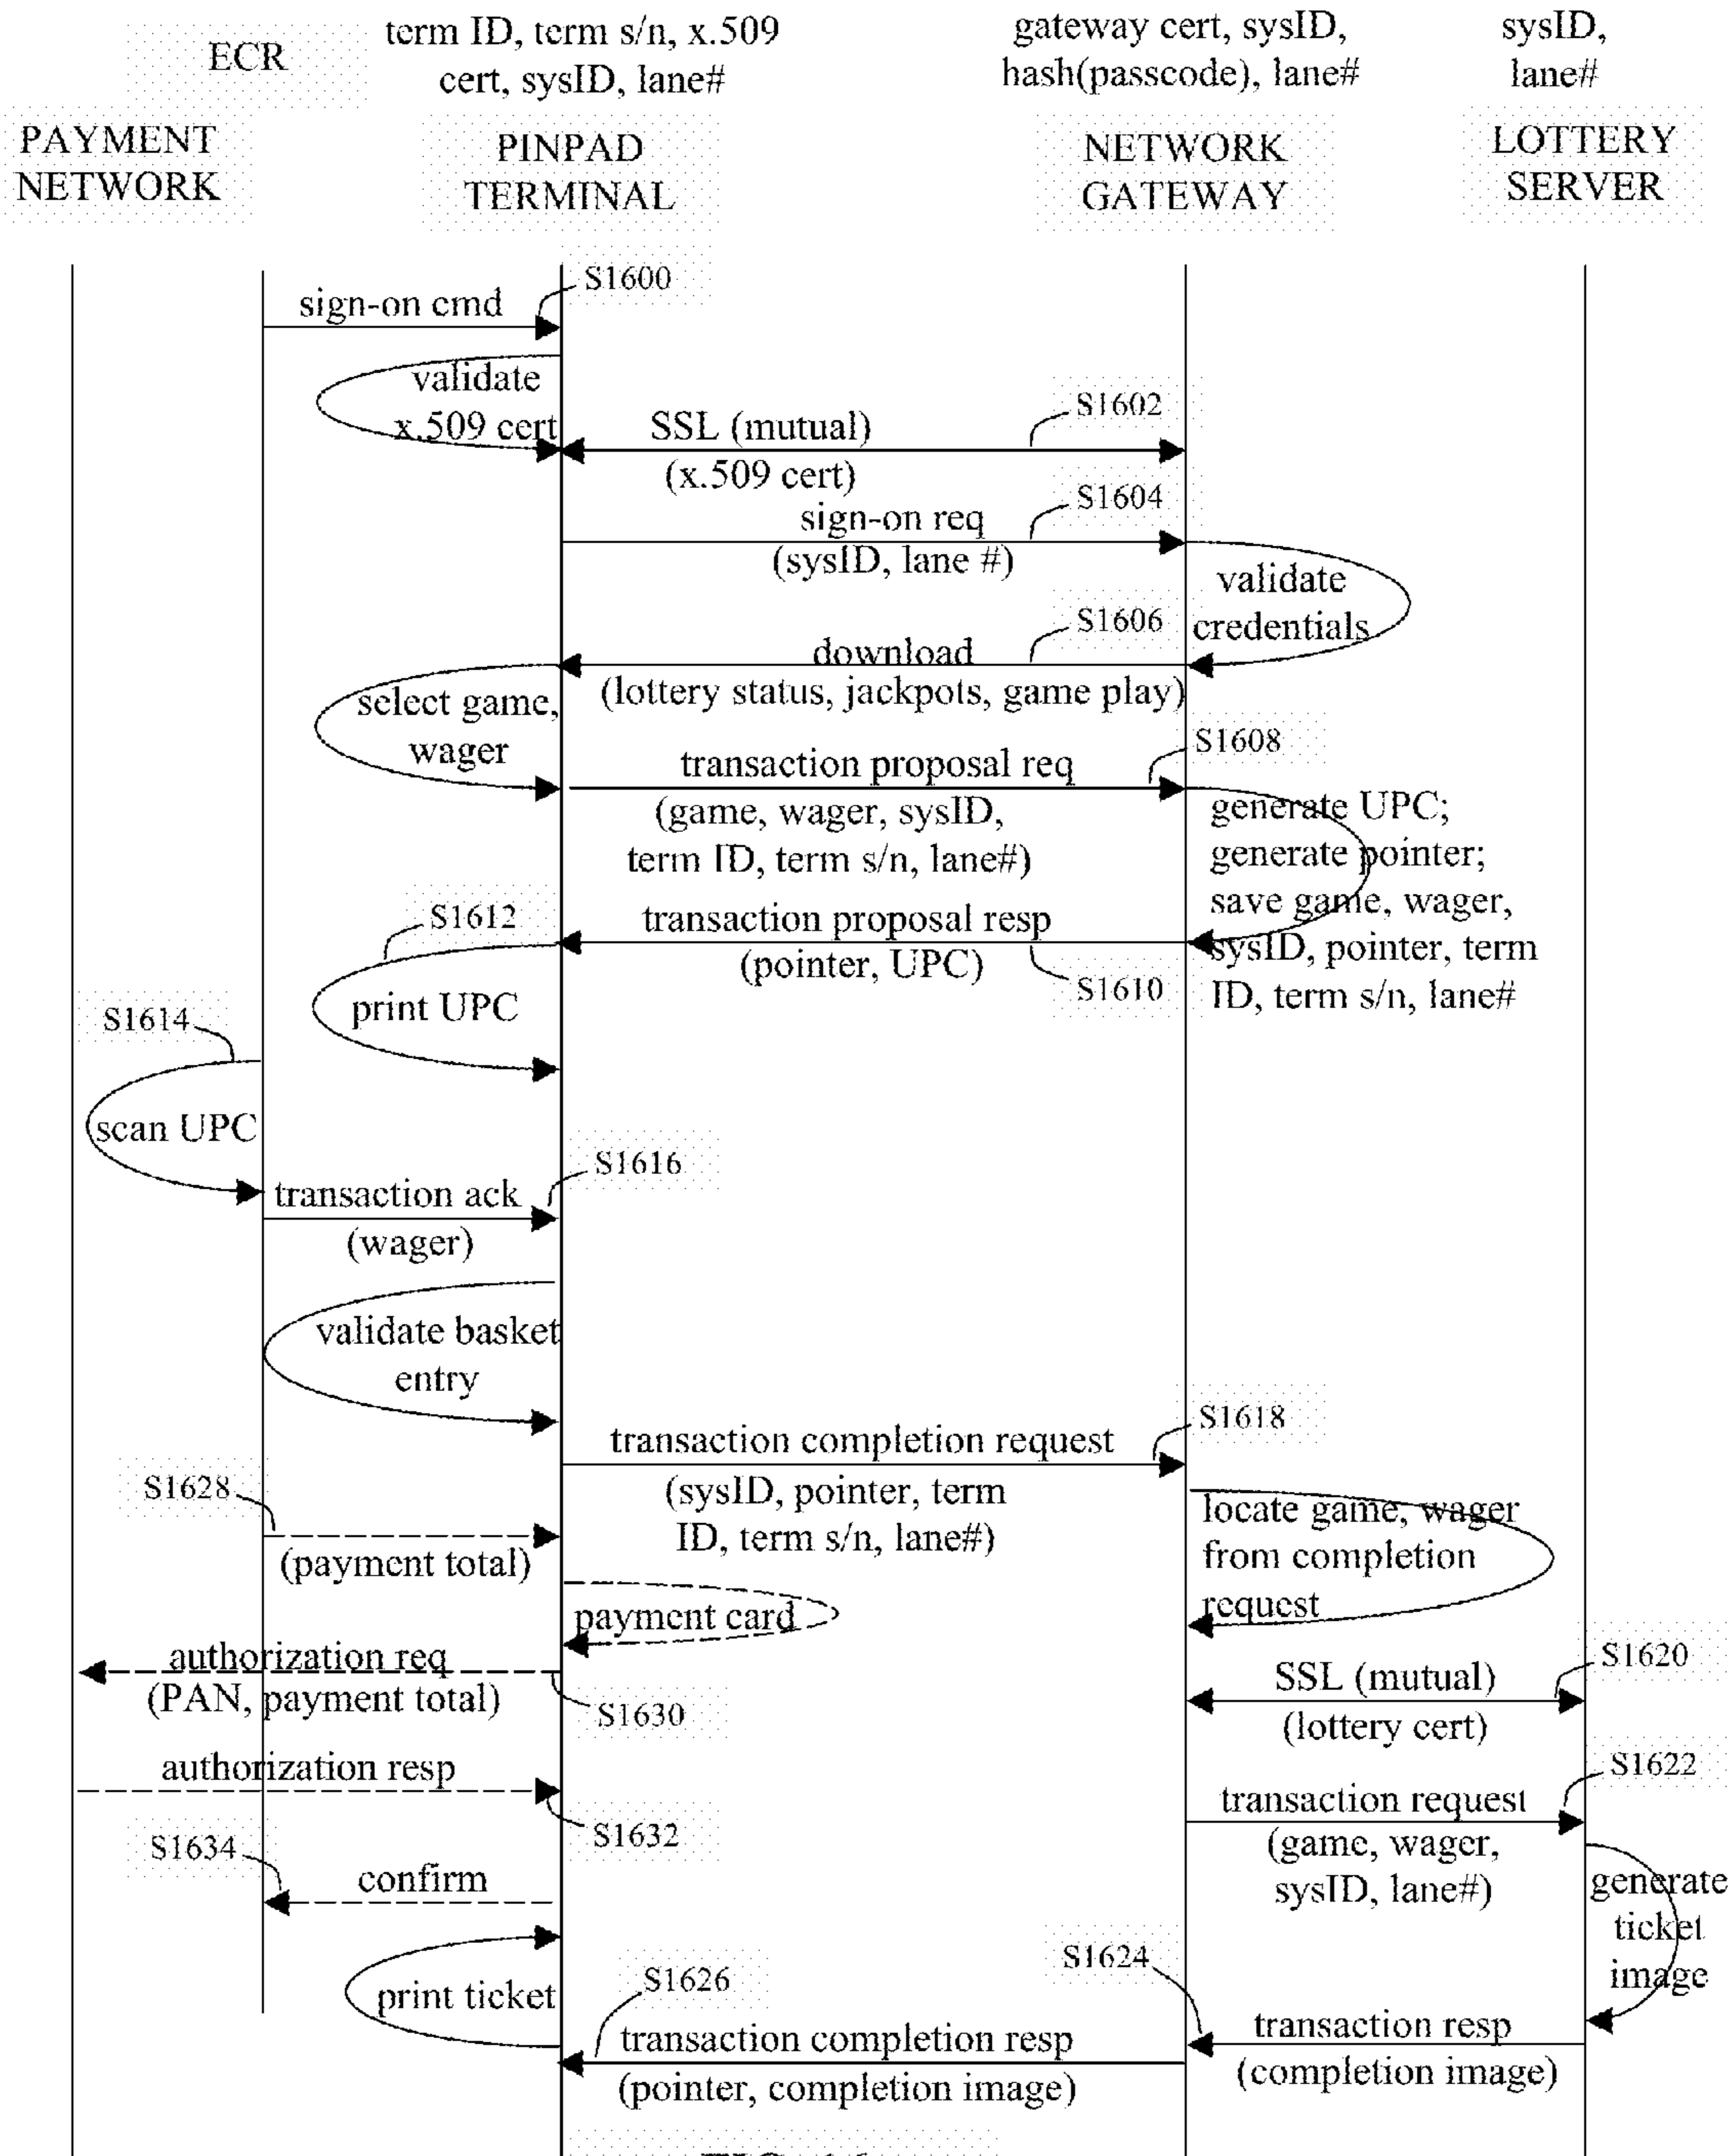 ECR
term ID, term s/n, x.509
cert, sysID, lane#
gateway cert, sysID,
hash(passcode), lane#
sysID,
lane#
PAYMENT
NETWORK
PINPAD
TERMINAL
NETWORK
GATEWAY
LOTTERY
SERVER
S1600
sign-on cmd
validate
x.509 cert
S1602
SSL (mutual)
(x.509 cert)
S1604
sign-on req
(sysID, lane #)
validate
credentials
S1606
download
(lottery status, jackpots, game play)
select game,
wager
S1608
transaction proposal req
(game, wager, sysID,
term ID, term s/n, lane#)
generate UPC;
generate pointer;
save game, wager,
sysID, pointer, term
ID, term s/n, lane#
S1612
transaction proposal resp
(pointer, UPC)
S1610
print UPC
S1614
scan UPC
S1616
transaction ack
(wager)
validate basket
entry
S1618
transaction completion request
(sysID, pointer, term
ID, term s/n, lane#)
S1628
(payment total)
locate game, wager
from completion
request
payment card
authorization req
(PAN, payment total)
S1630
S1620
SSL (mutual)
(lottery cert)
authorization resp
S1632
S1622
transaction request
(game, wager,
sysID, lane#)
S1634
confirm
generate
ticket
image
print ticket
S1626
S1624
transaction completion resp
(pointer, completion image)
transaction resp
(completion image)